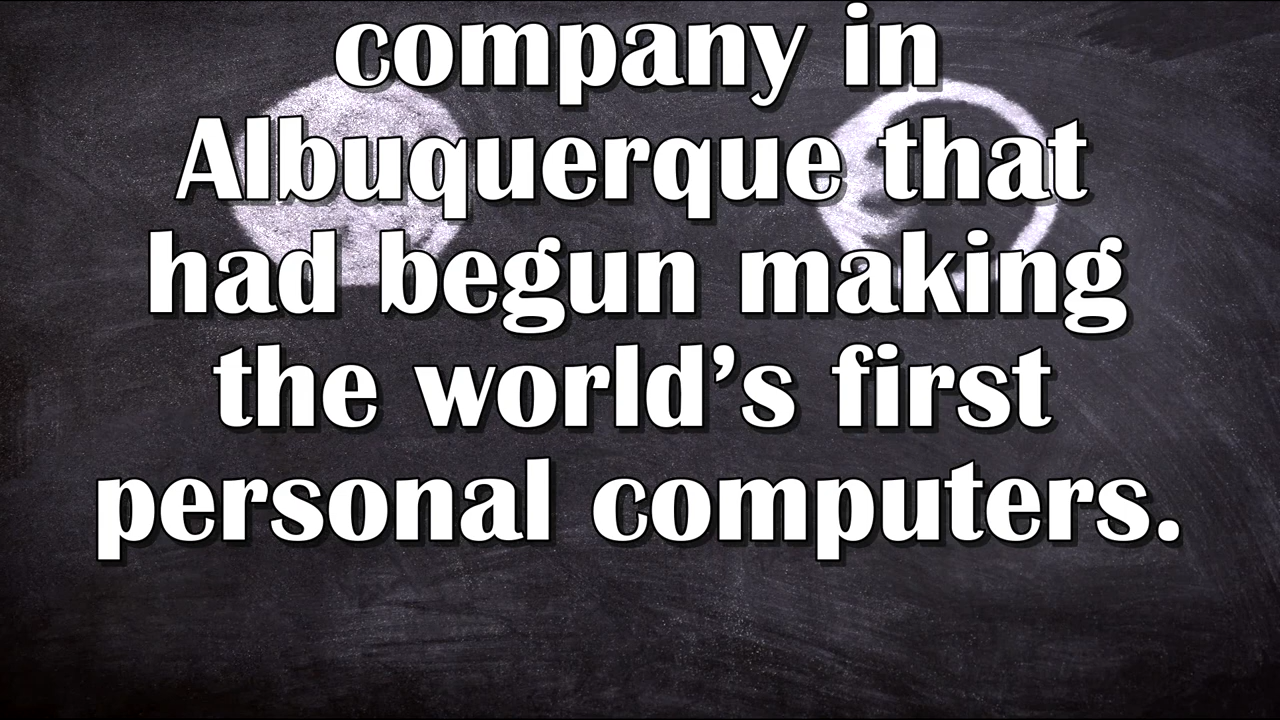 company in
Albuquerque that
had begun making
the world’s first
personal computers.